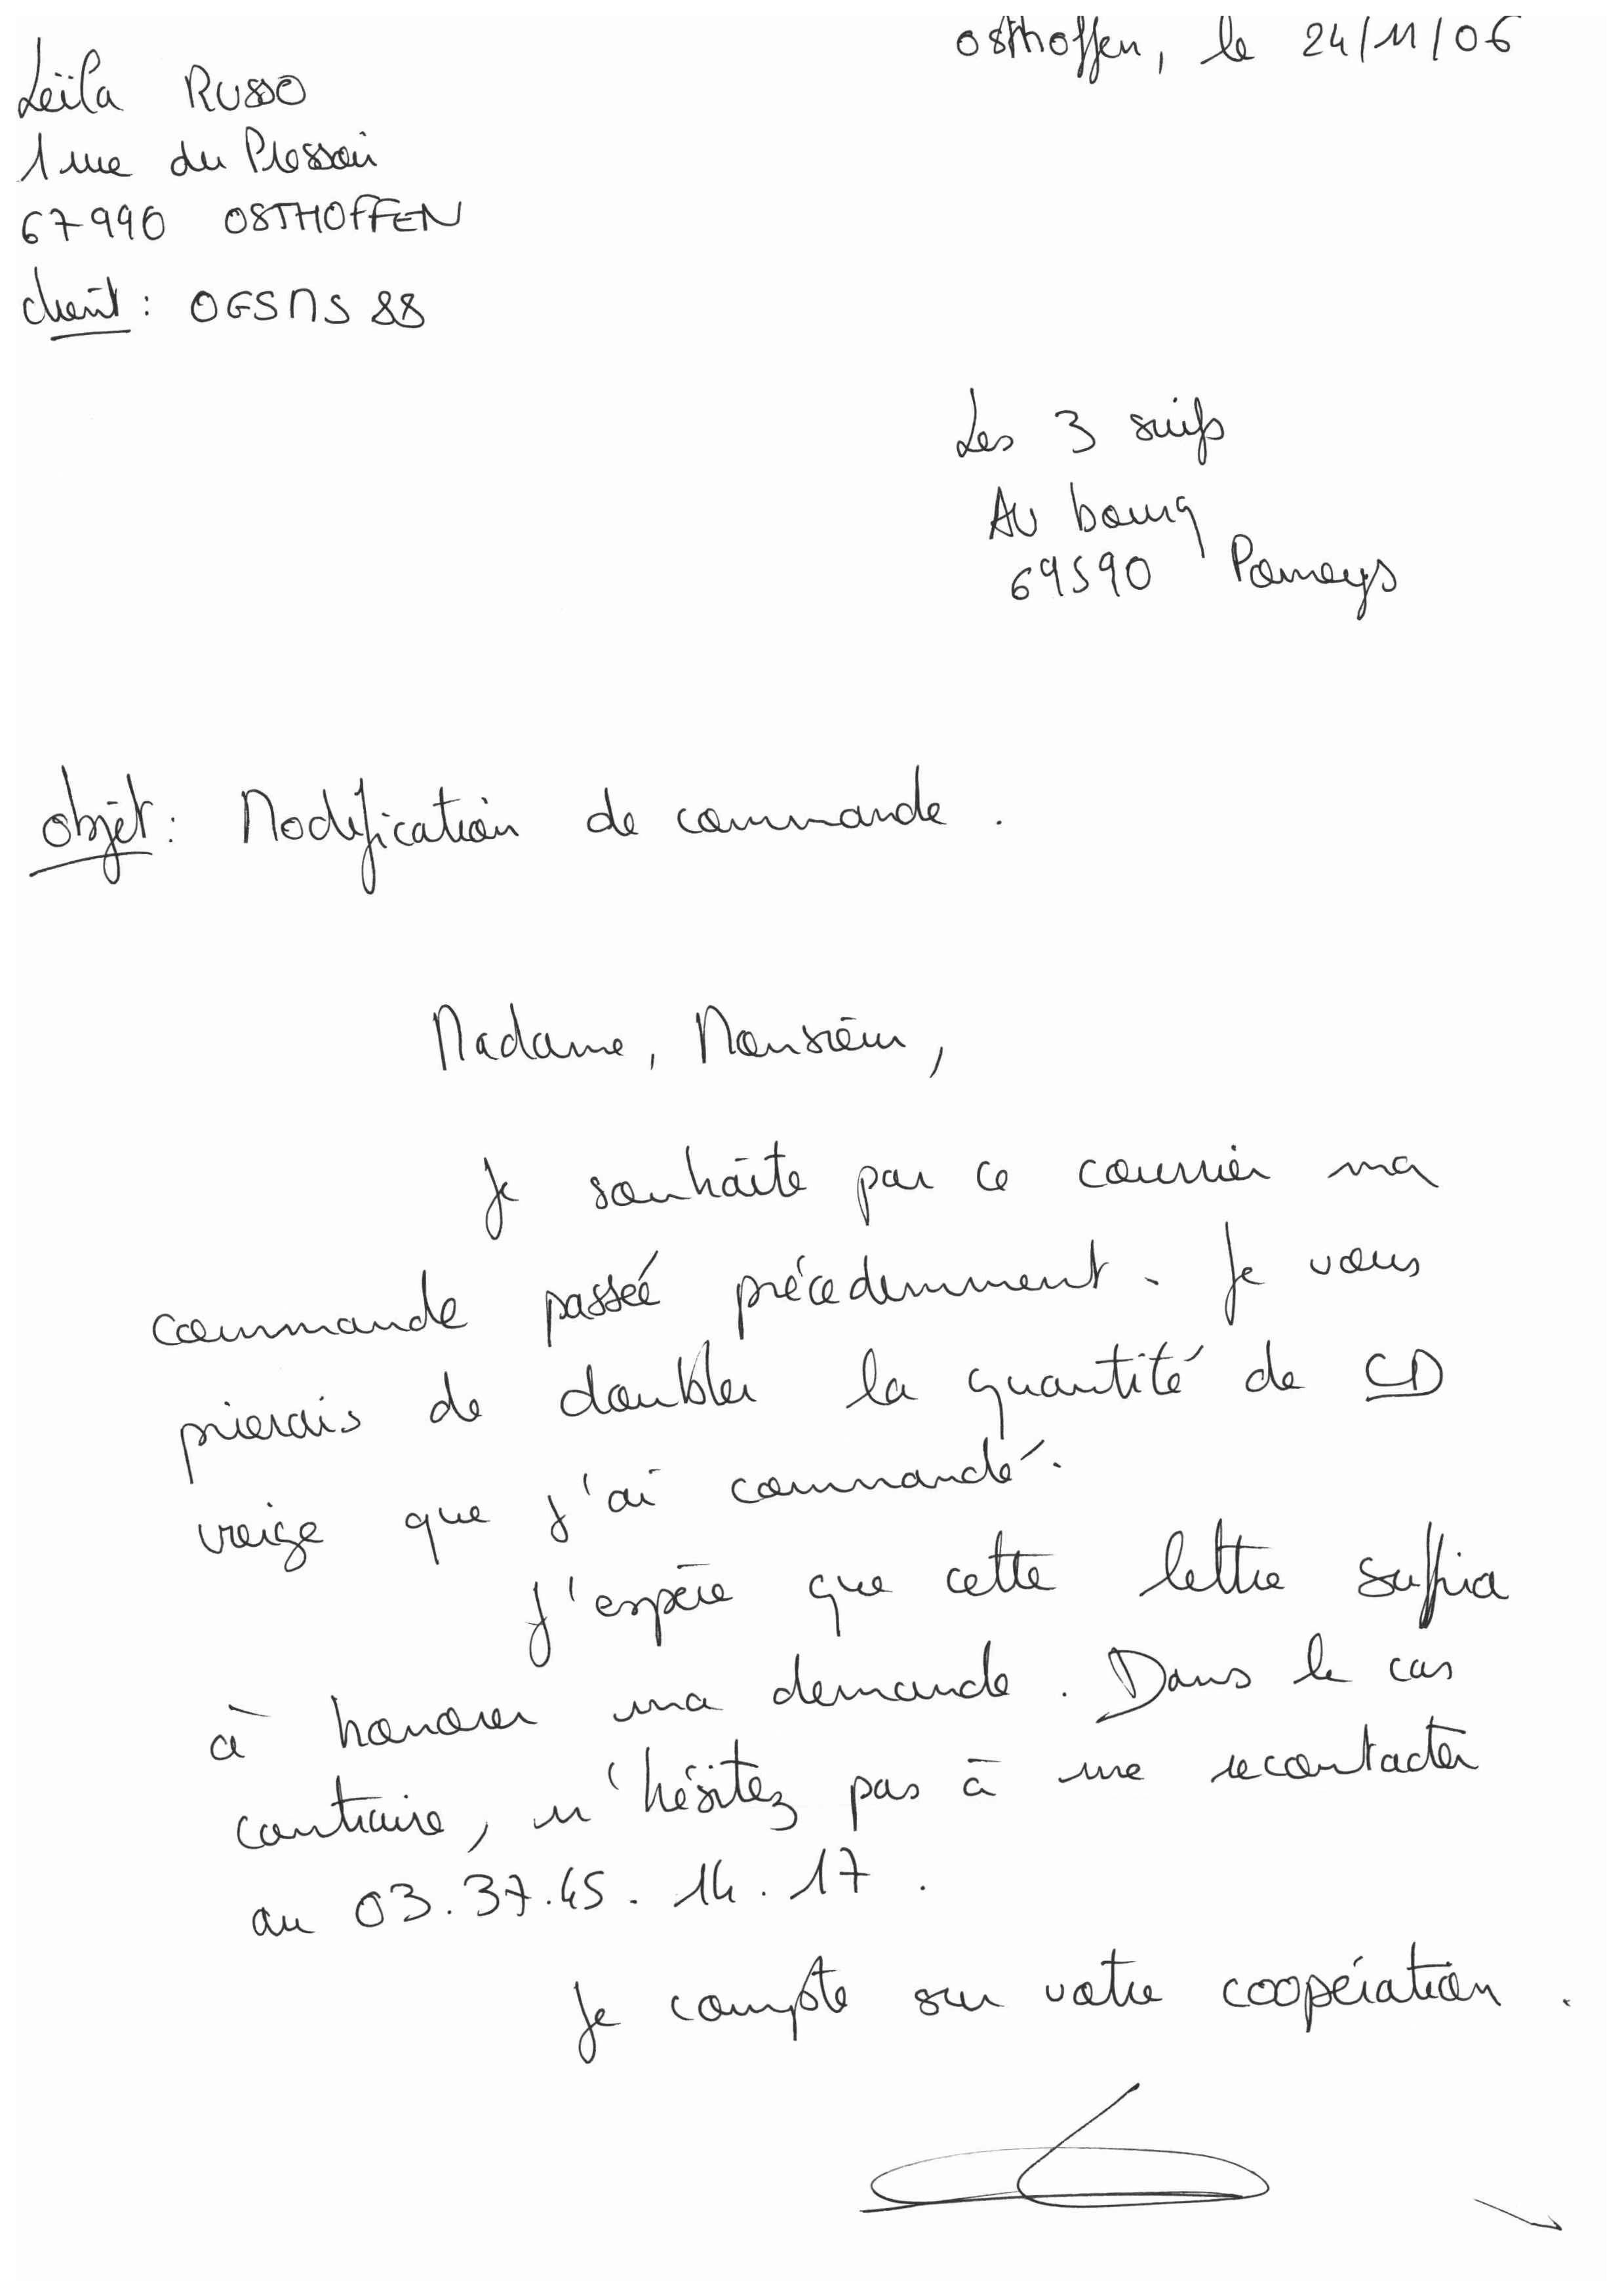 Osthoffen, le 24/11/06
Leïla RUSSO
1 rue du Pressoir
67990 OSTHOFFEN
client : OGSMS 88
Les 3 suifs
Au bourg
69590 Pomeys
objet : Modification de commande .
Madame, Monsieur,
Je souhaite par ce courrier ma
commande passée précedemment. Je vous
prierais de doubler la quantité de CD
vreige que j'ai commandé.
J'espère que cette lettre suffira
à honorer ma demande. Dans le cas
contraire, n'hésitez pas à me recontacter
au 03.37.45.14.17.
Je compte sur votre coopération .